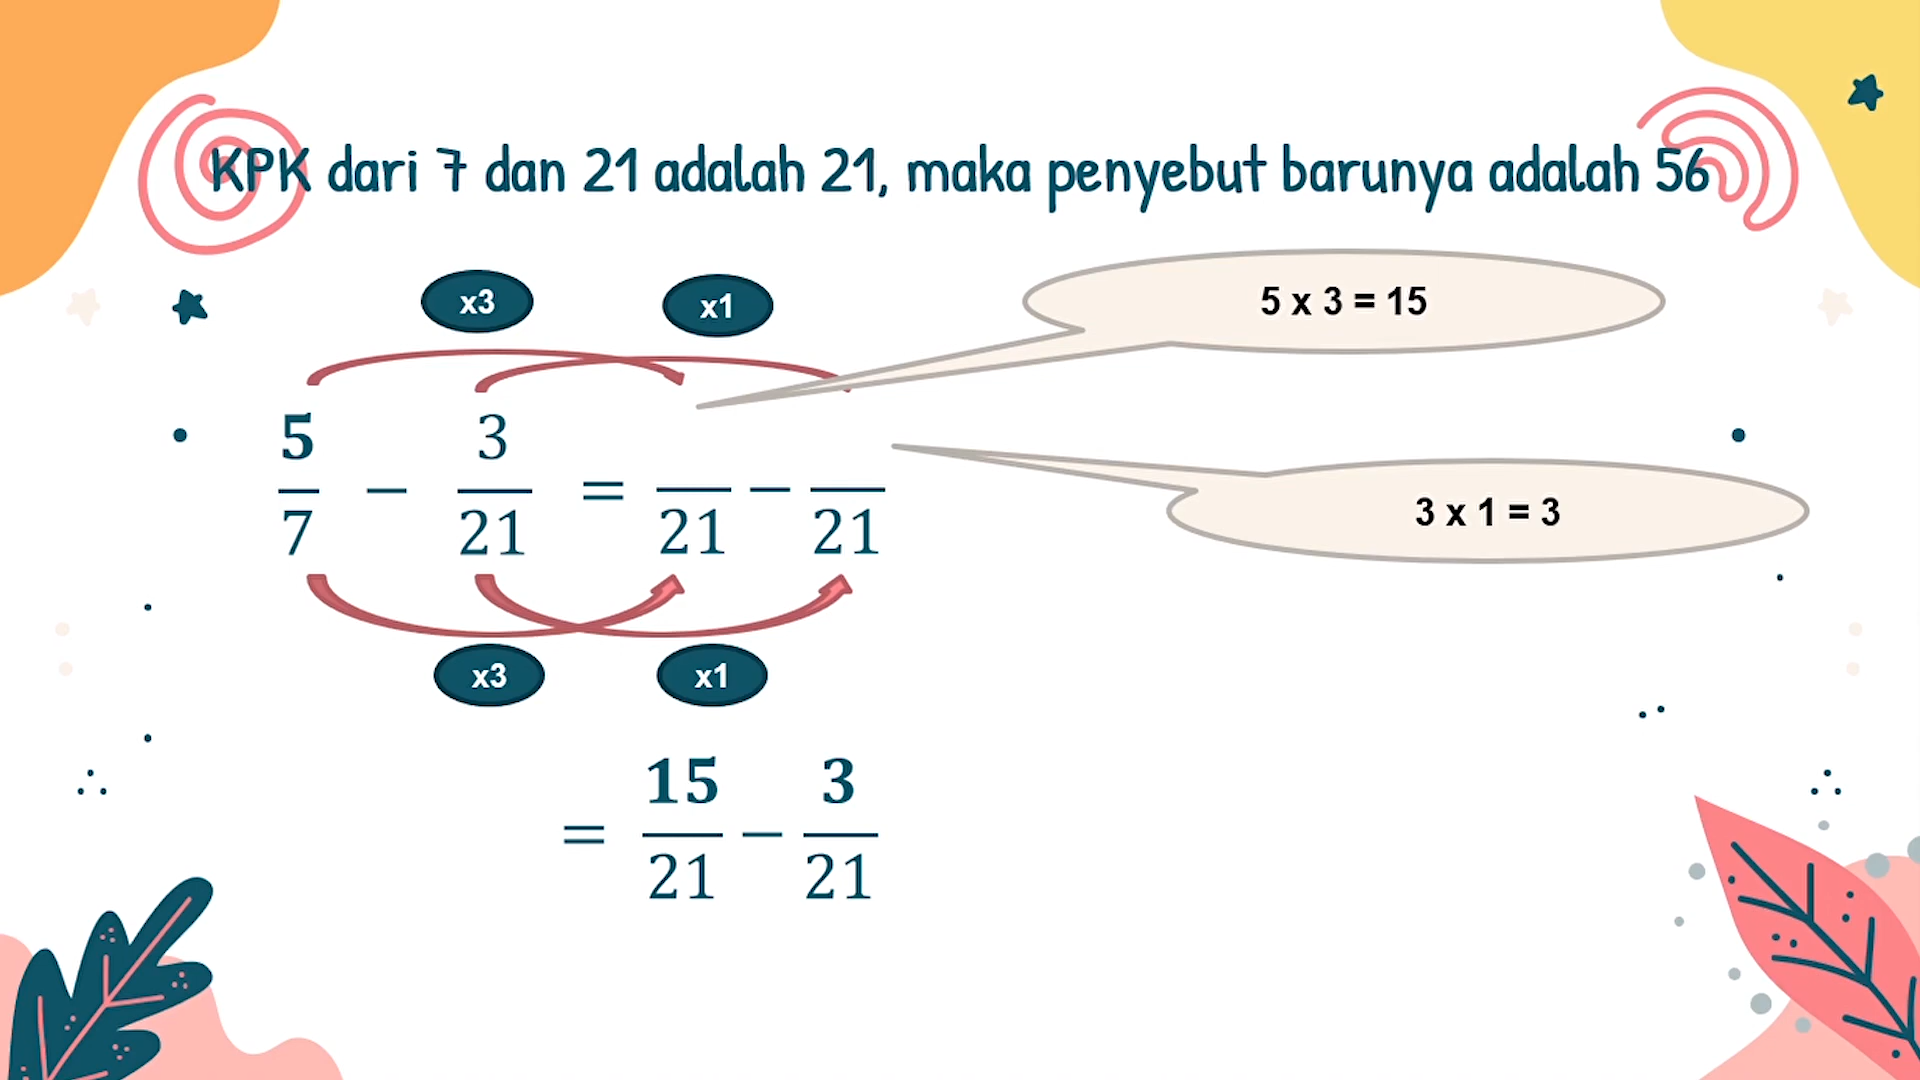 KPK dari 7 dan 21 adalah 21, maka penyebut barunya adalah 56
x3 x1
5 x 3 = 15
5/7 − 3/21 = /21 − /21
3 x 1 = 3
x3 x1
= 15/21 − 3/21